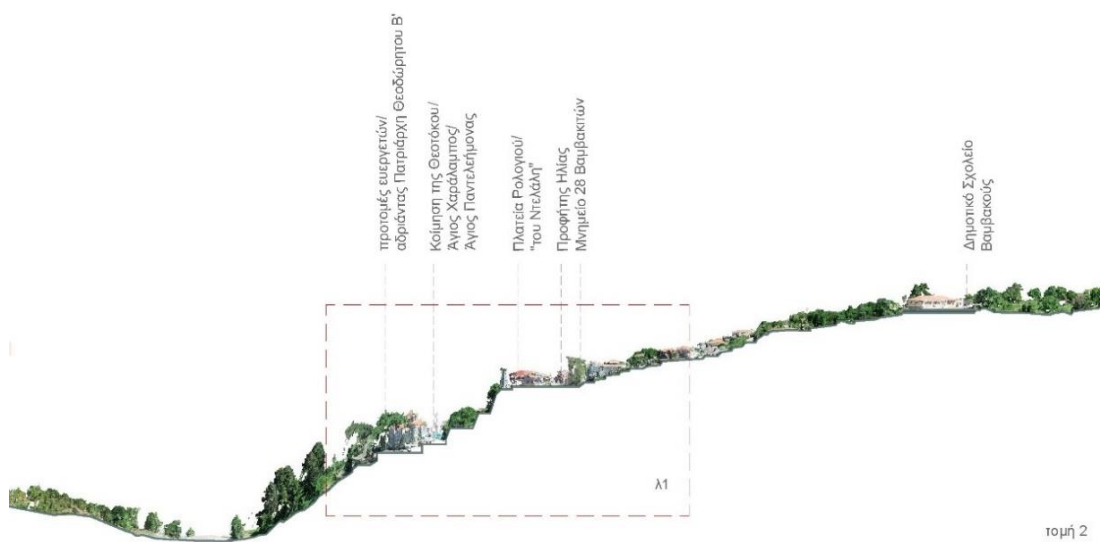 προτομές ευεργετών/
αδριάντας Πατριάρχη Θεοδώρητου Β'
Κοίμηση της Θεοτόκου/
Άγιος Χαράλαμπος/
Άγιος Παντελεήμονας
Πλατεία Ρολογιού/
"του Ντελάλη"
Προφήτης Ηλίας
Μνημείο 28 Βαμβακιτών
Δημοτικό Σχολείο
Βαμβακούς
λ1
τομή 2